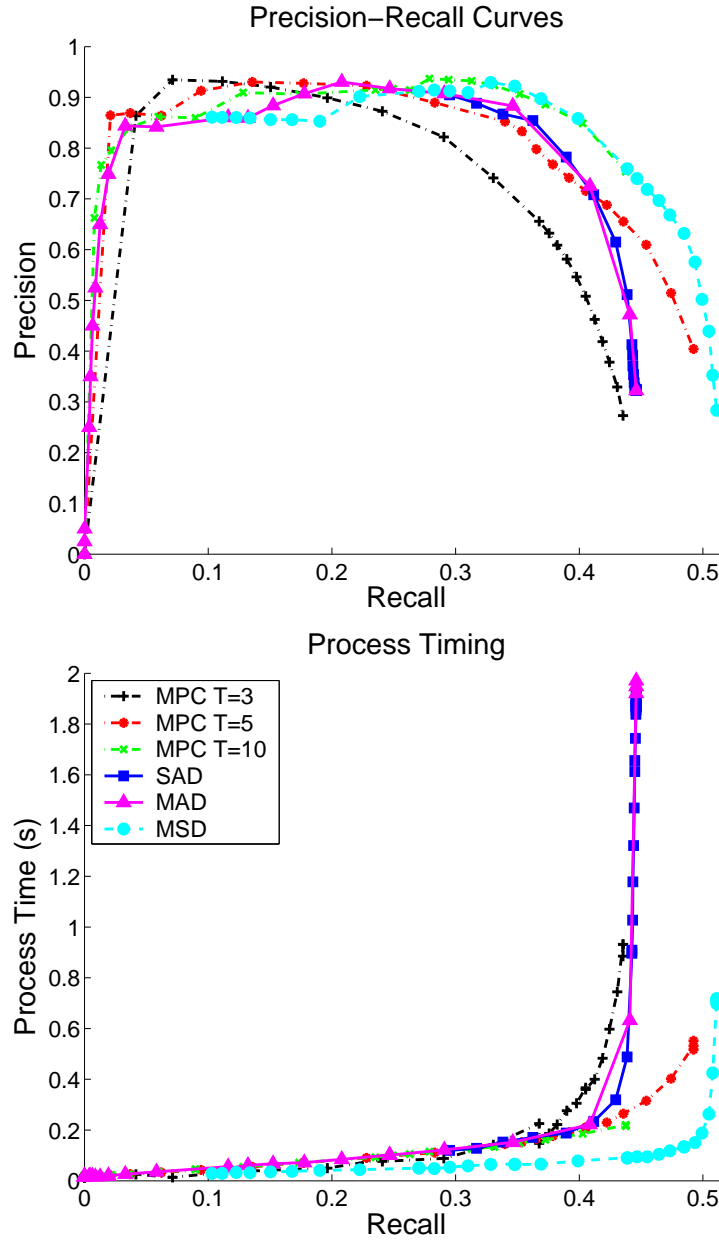 Precision−Recall Curves
1
0.9
0.8
0.7
0.6
0.5
0.4
0.3
0.2
0.1
0
Precision
0
0.1
0.2
0.3
0.4
0.5
Recall
Process Timing
2
1.8
1.6
1.4
1.2
1
0.8
0.6
0.4
0.2
0
Process Time (s)
MPC T=3
MPC T=5
MPC T=10
SAD
MAD
MSD
0
0.1
0.2
0.3
0.4
0.5
Recall